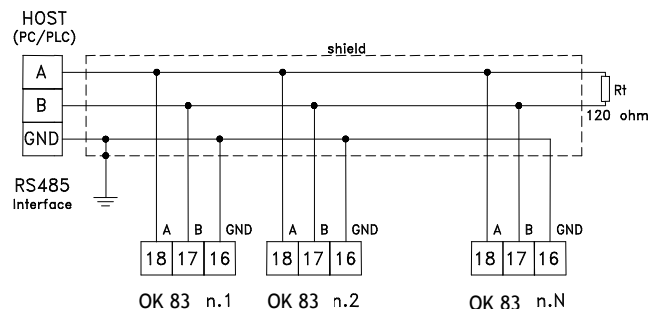 HOST
(PC/PLC)
shield
A
B
GND
Rt
120 ohm
RS485
Interface
A B GND
A B GND
A B GND
18 17 16
18 17 16
18 17 16
OK 83 n.1
OK 83 n.2
OK 83 n.N